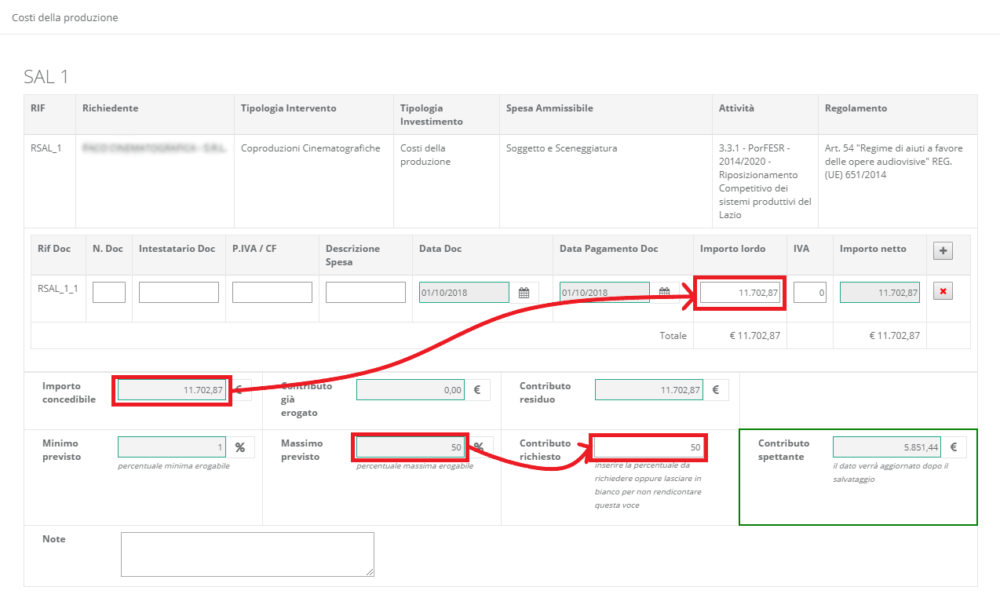 Costi della produzione
SAL 1
RIF Richiedente Tipologia Intervento Tipologia Investimento Spesa Ammissibile Attività Regolamento
RSAL_1
Coproduzioni Cinematografiche
Costi della
produzione
Soggetto e Sceneggiatura
3.3.1 - PorFESR -
2014/2020 -
Riposizionamento
Competitivo dei
sistemi produttivi del
Lazio
Art. 54 "Regime di aiuti a favore
delle opere audiovisive" REG.
(UE) 651/2014
Rif Doc N. Doc Intestatario Doc P.IVA / CF Descrizione Spesa Data Doc Data Pagamento Doc Importo lordo IVA Importo netto +
RSAL_1_1 01/10/2018 01/10/2018 11.702,87 0 11.702,87
Totale € 11.702,87 € 11.702,87
Importo
concedibile
11.702,87 €
Contributo
già
erogato
0,00 €
Contributo
residuo
11.702,87 €
Minimo
previsto
1 %
percentuale minima erogabile
Massimo
previsto
50 %
percentuale massima erogabile
Contributo
richiesto
50
inserire la percentuale da
richiedere oppure lasciare in
bianco per non rendicontare
questa voce
Contributo
spettante
5.851,44 €
il dato verrà aggiornato dopo il
salvataggio
Note